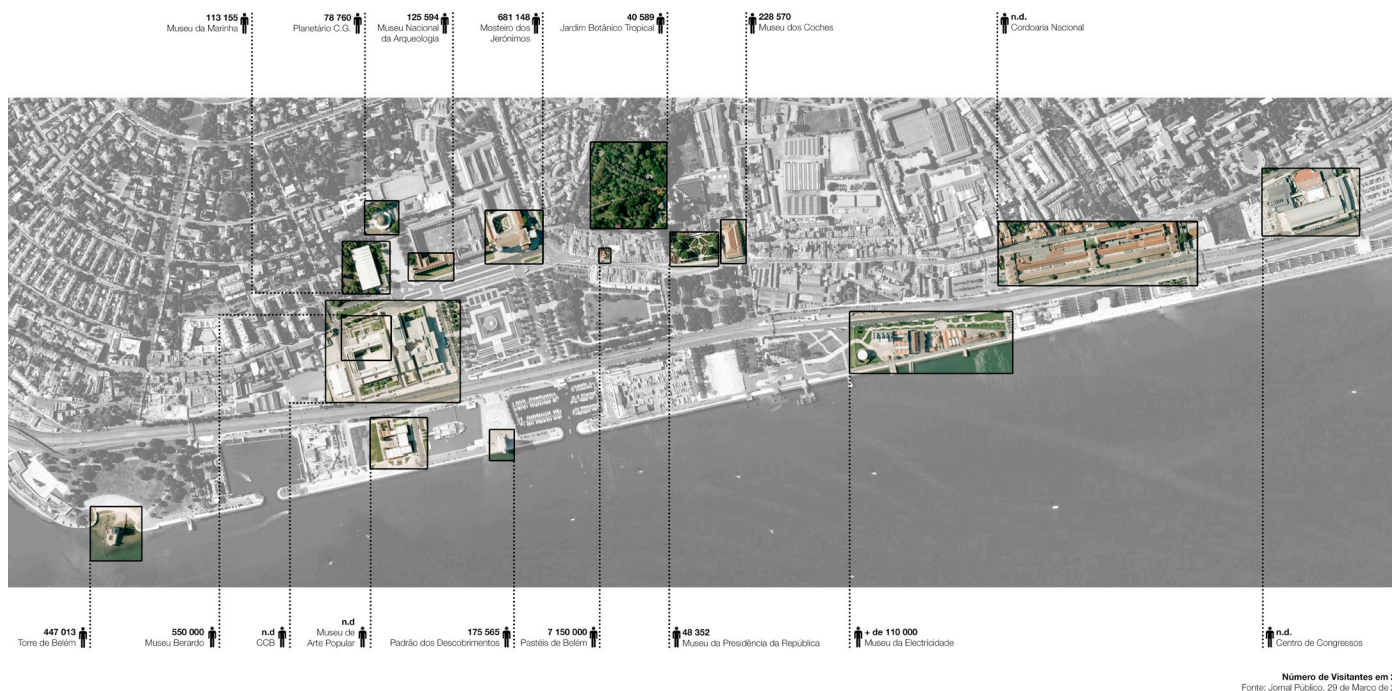 113 155
Museu da Marinha
78 760
Planetário C.G.
125 594
Museu Nacional
da Arqueologia
681 148
Mosteiro dos
Jerónimos
40 589
Jardim Botânico Tropical
228 570
Museu dos Coches
n.d.
Cordoaria Nacional
447 013
Torre de Belém
550 000
Museu Berardo
n.d
CCB
n.d
Museu de
Arte Popular
175 565
Padrão dos Descobrimentos
7 150 000
Pastéis de Belém
48 352
Museu da Presidência da República
+ de 110 000
Museu da Electricidade
n.d.
Centro de Congressos
Número de Visitantes em
Fonte: Jornal Público, 29 de Março de